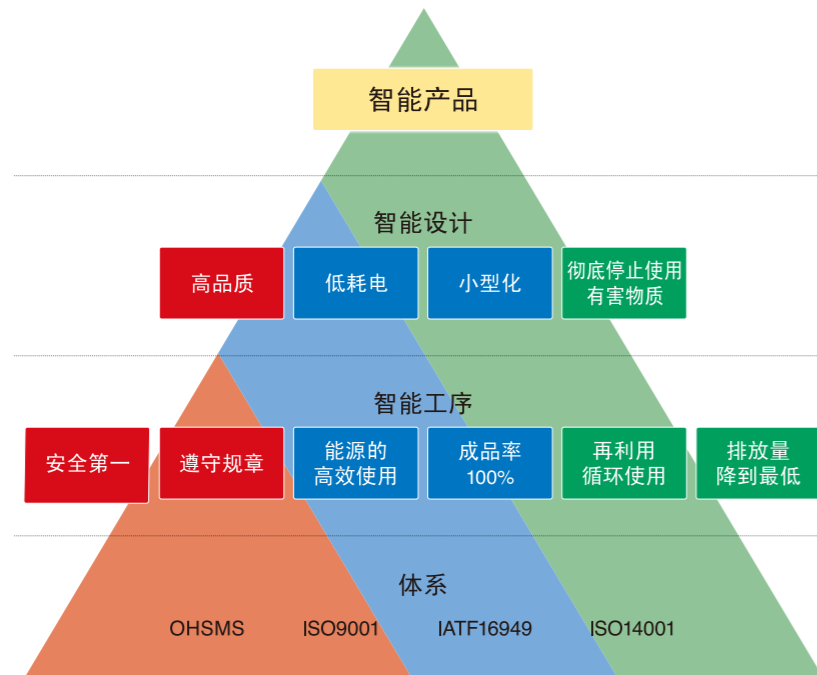 智能产品
智能设计
高品质
低耗电
小型化
彻底停止使用
有害物质
智能工序
安全第一
遵守规章
能源的
高效使用
成品率
100%
再利用
循环使用
排放量
降到最低
体系
OHSMS
ISO9001
IATF16949
ISO14001